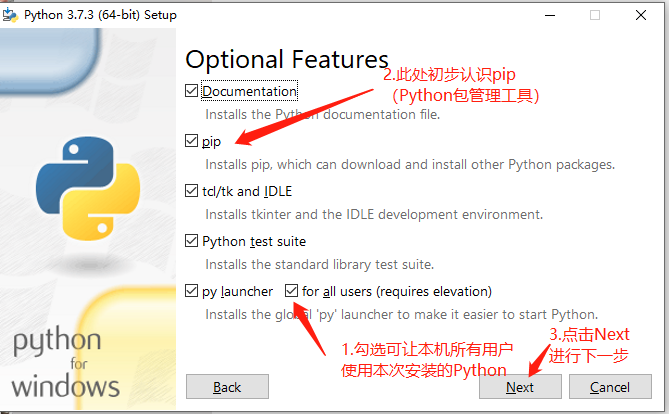 Python 3.7.3 (64-bit) Setup
Optional Features
2.此处初步认识pip
（Python包管理工具）
Documentation
Installs the Python documentation file.
pip
Installs pip, which can download and install other Python packages.
tcl/tk and IDLE
Installs tkinter and the IDLE development environment.
Python test suite
Installs the standard library test suite.
py launcher for all users (requires elevation)
Installs the global 'py' launcher to make it easier to start Python.
1.勾选可让本机所有用户
使用本次安装的Python
3.点击Next
进行下一步
python
for
windows
Back
Next
Cancel